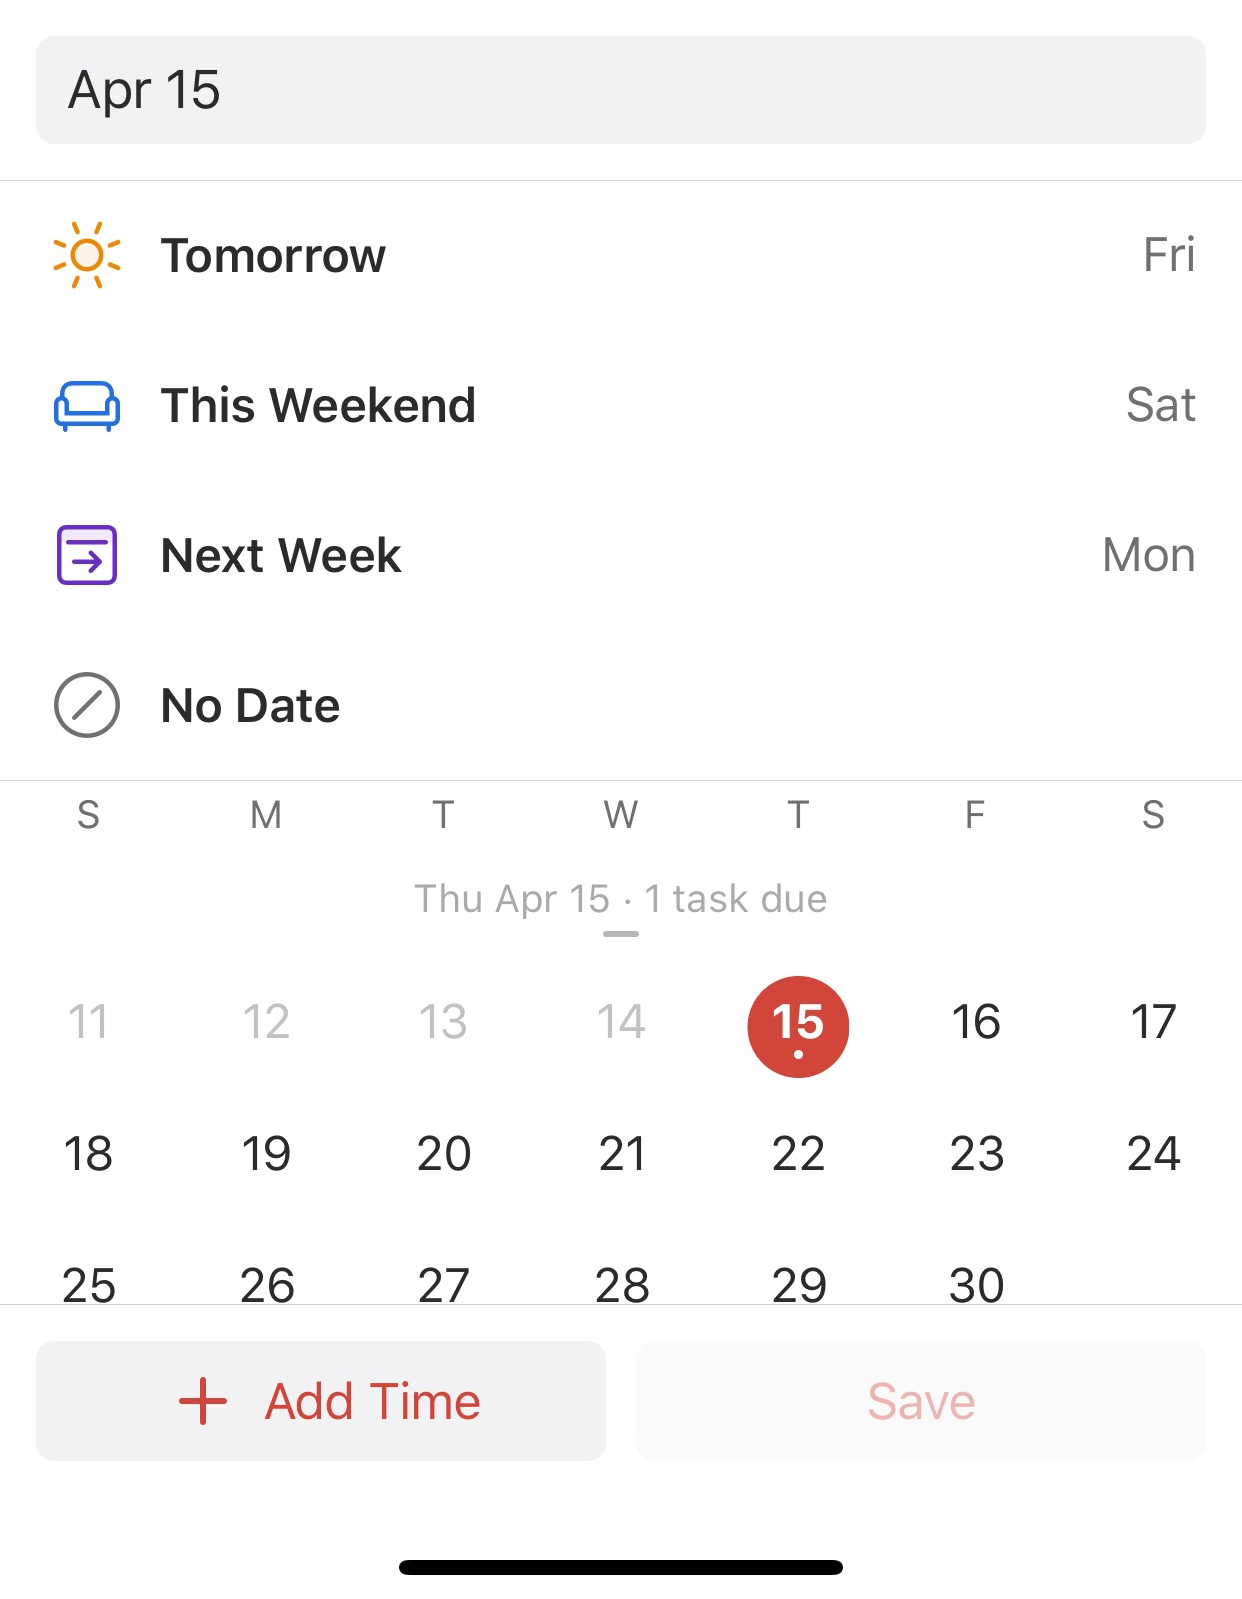 Apr 15
Tomorrow Fri
This Weekend Sat
Next Week Mon
No Date
S M T W T F S
Thu Apr 15 · 1 task due
11 12 13 14 15 16 17
18 19 20 21 22 23 24
25 26 27 28 29 30
Add Time Save